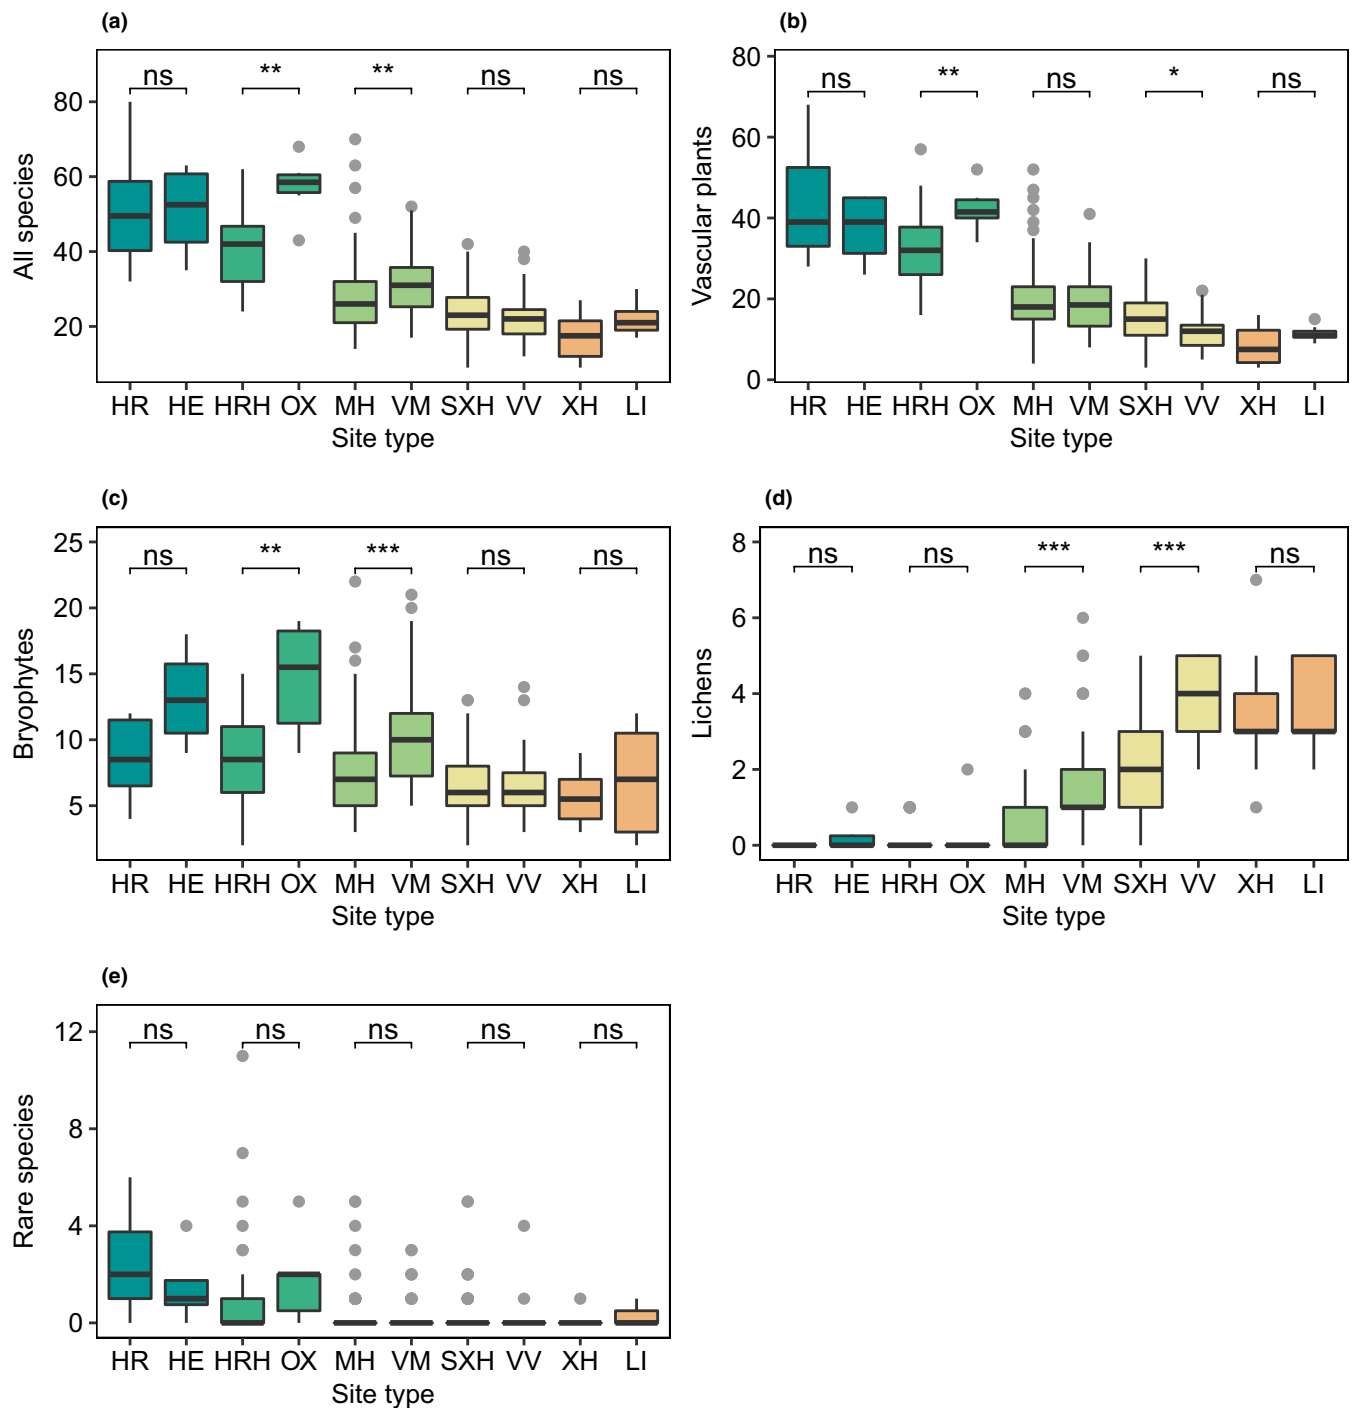 (a)
ns ** ** ns ns
All species
80
60
40
20
HR HE HRH OX MH VM SXH VV XH LI
Site type
(b)
ns ** ns * ns
Vascular plants
80
60
40
20
0
HR HE HRH OX MH VM SXH VV XH LI
Site type
(c)
ns ** *** ns ns
Bryophytes
25
20
15
10
5
HR HE HRH OX MH VM SXH VV XH LI
Site type
(d)
ns ns *** *** ns
Lichens
8
6
4
2
0
HR HE HRH OX MH VM SXH VV XH LI
Site type
(e)
ns ns ns ns ns
Rare species
12
8
4
0
HR HE HRH OX MH VM SXH VV XH LI
Site type